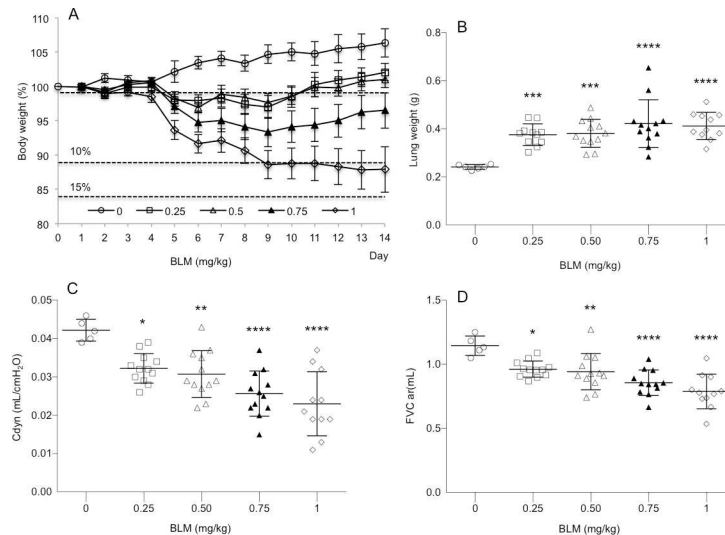 A
Body weight (%)
110
105
100
95
90
85
80
10%
15%
0 0.25 0.5 0.75 1
0 1 2 3 4 5 6 7 8 9 10 11 12 13 14
BLM (mg/kg) Day
B
Lung weight (g)
0.8
0.6
0.4
0.2
0.0
*** *** **** ****
0 0.25 0.50 0.75 1
BLM (mg/kg)
C
Cdyn (mL/cmH₂O)
0.05
0.04
0.03
0.02
0.01
0.00
* ** **** ****
0 0.25 0.50 0.75 1
BLM (mg/kg)
D
FVC ar(mL)
1.5
1.0
0.5
0.0
* ** **** ****
0 0.25 0.50 0.75 1
BLM (mg/kg)